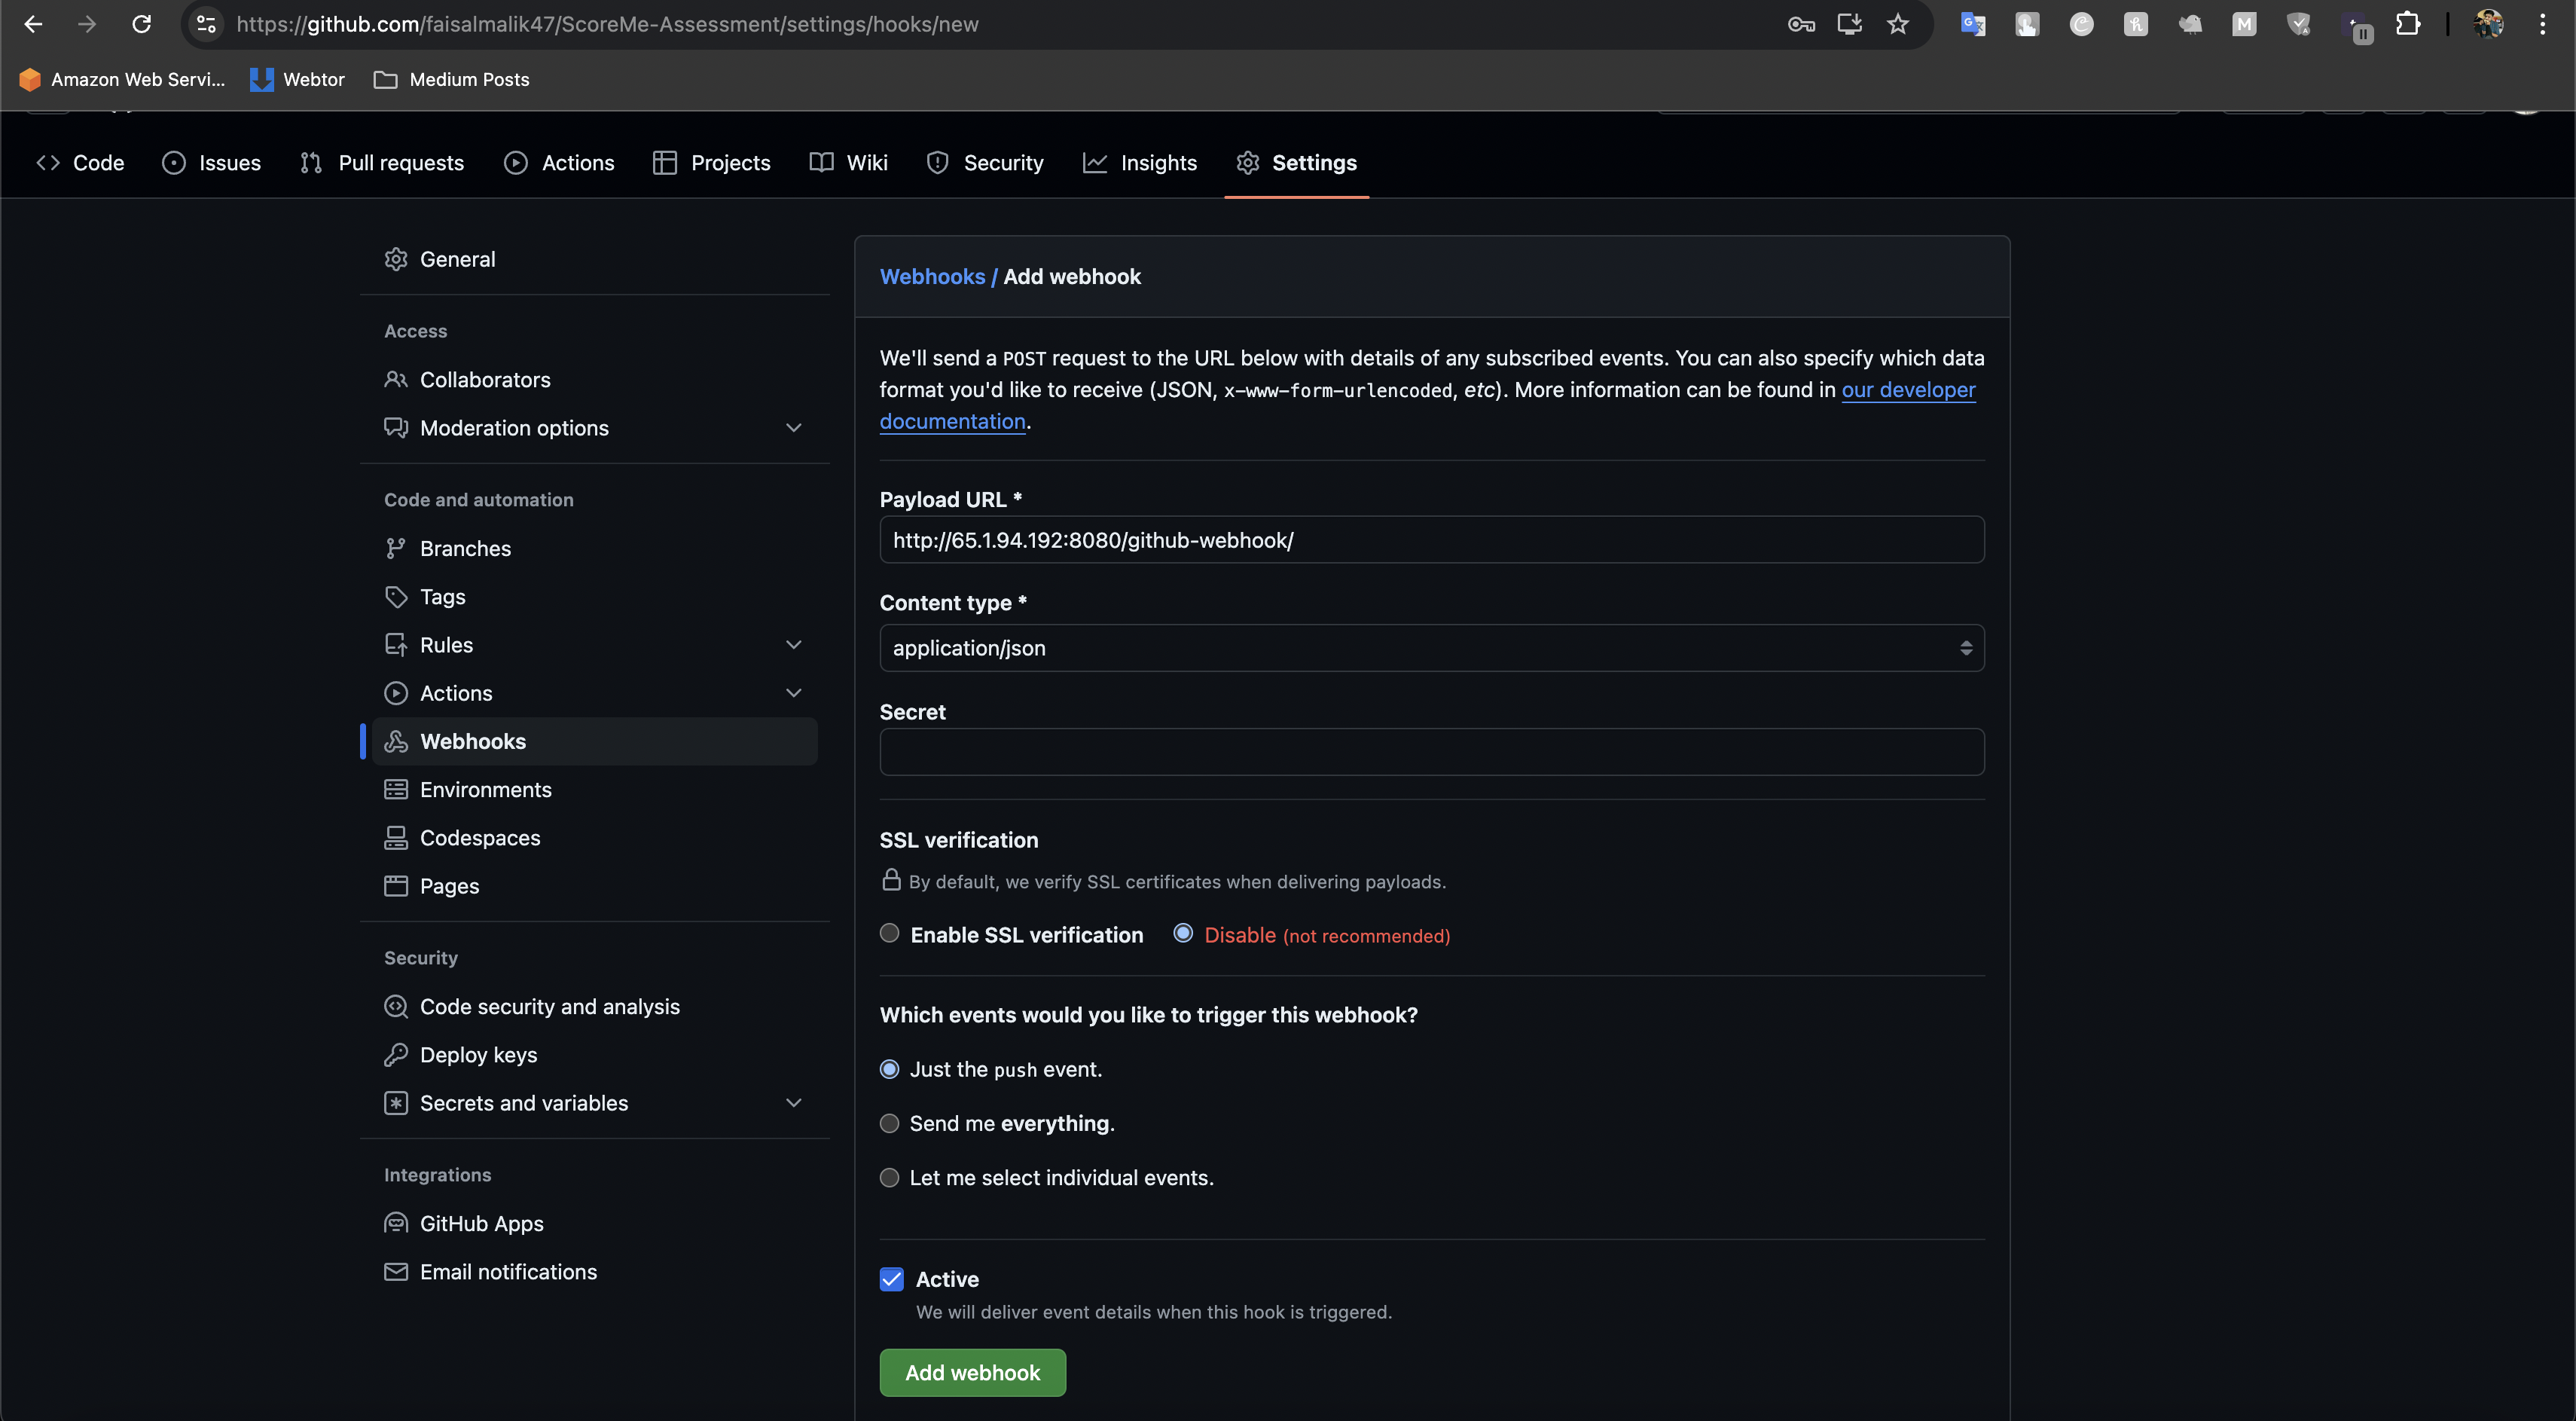 https://github.com/faisalmalik47/ScoreMe-Assessment/settings/hooks/new
Amazon Web Servi... Webtor Medium Posts
Code Issues Pull requests Actions Projects Wiki Security Insights Settings
General
Access
Collaborators
Moderation options
Code and automation
Branches
Tags
Rules
Actions
Webhooks
Environments
Codespaces
Pages
Security
Code security and analysis
Deploy keys
Secrets and variables
Integrations
GitHub Apps
Email notifications
Webhooks / Add webhook
We'll send a POST request to the URL below with details of any subscribed events. You can also specify which data
format you'd like to receive (JSON, x-www-form-urlencoded, etc). More information can be found in our developer
documentation.
Payload URL *
http://65.1.94.192:8080/github-webhook/
Content type *
application/json
Secret
SSL verification
By default, we verify SSL certificates when delivering payloads.
Enable SSL verification Disable (not recommended)
Which events would you like to trigger this webhook?
Just the push event.
Send me everything.
Let me select individual events.
Active
We will deliver event details when this hook is triggered.
Add webhook